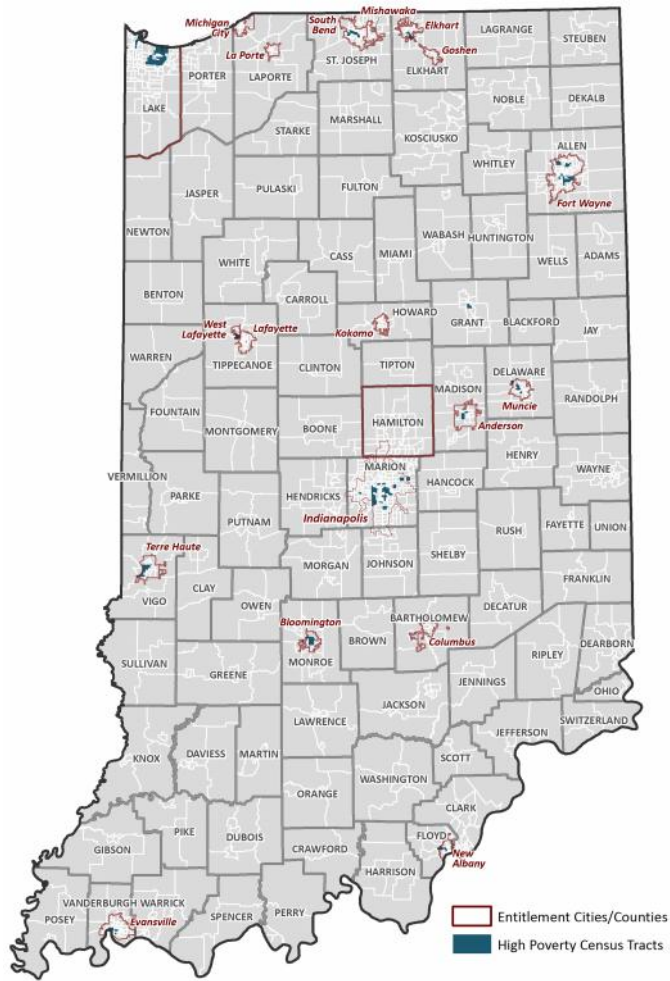 Michigan
City
South
Bend
Mishawaka
Elkhart
La Porte
Goshen
LAGRANGE
STEUBEN
PORTER
LAPORTE
ST. JOSEPH
ELKHART
LAKE
NOBLE
DEKALB
MARSHALL
STARKE
KOSCIUSKO
ALLEN
WHITLEY
JASPER
PULASKI
FULTON
Fort Wayne
NEWTON
WABASH
HUNTINGTON
WHITE
CASS
MIAMI
WELLS
ADAMS
BENTON
CARROLL
HOWARD
GRANT
BLACKFORD
West
Lafayette
Lafayette
Kokomo
JAY
WARREN
TIPPECANOE
CLINTON
TIPTON
DELAWARE
MADISON
Muncie
RANDOLPH
FOUNTAIN
MONTGOMERY
BOONE
HAMILTON
Anderson
HENRY
MARION
WAYNE
VERMILLION
PARKE
HENDRICKS
HANCOCK
PUTNAM
Indianapolis
RUSH
FAYETTE
UNION
Terre Haute
SHELBY
MORGAN
JOHNSON
FRANKLIN
VIGO
CLAY
OWEN
DECATUR
Bloomington
BARTHOLOMEW
BROWN
Columbus
DEARBORN
RIPLEY
SULLIVAN
GREENE
MONROE
JENNINGS
OHIO
JACKSON
LAWRENCE
SWITZERLAND
JEFFERSON
KNOX
DAVIESS
MARTIN
SCOTT
WASHINGTON
ORANGE
CLARK
PIKE
DUBOIS
FLOYD
GIBSON
CRAWFORD
New
Albany
HARRISON
VANDERBURGH
WARRICK
PERRY
SPENCER
POSEY
Evansville
Entitlement Cities/Counties
High Poverty Census Tracts